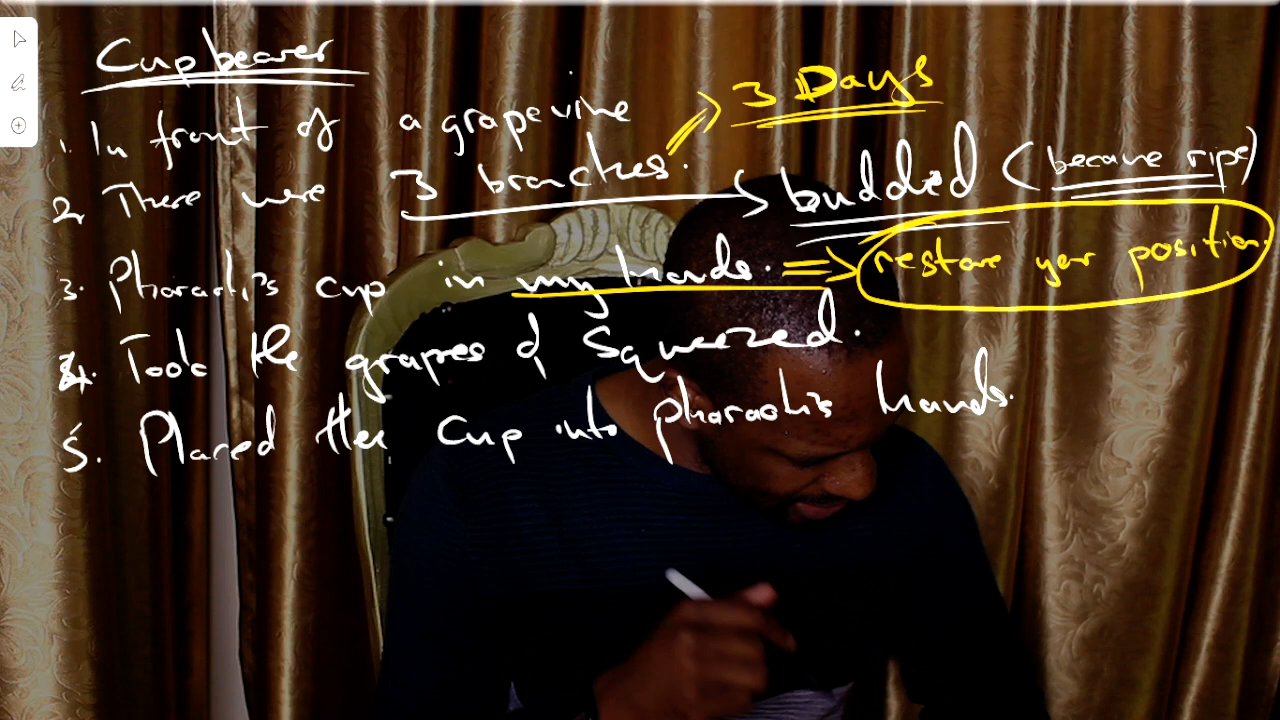 Cupbearer
1. In front of a grapevine
2. There were 3 branches. ⇒ 3 Days
→ budded (became ripe)
3. Pharaoh's cup in my hands. ⇒ restore your position.
4. Took the grapes & Squeezed.
5. Placed the cup into pharaoh's hands.